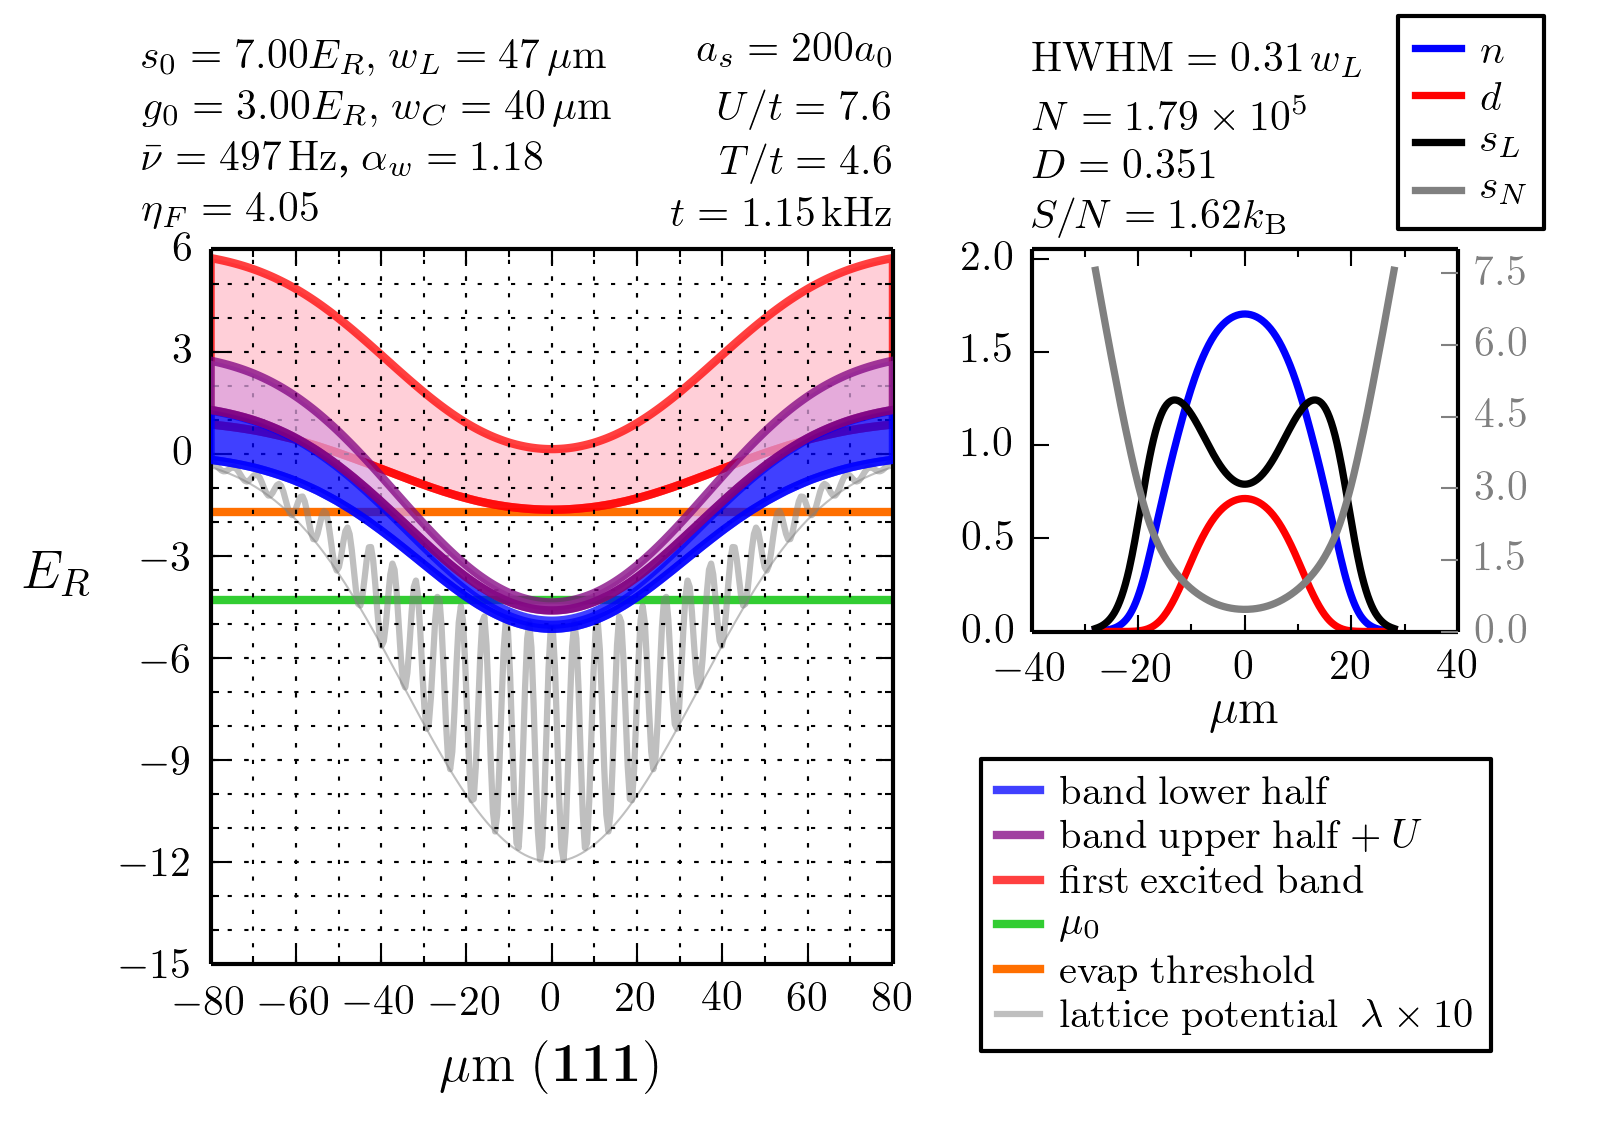 s₀ = 7.00E_R, w_L = 47 μm
g₀ = 3.00E_R, w_C = 40 μm
ν̄ = 497 Hz, α_w = 1.18
η_F = 4.05
a_s = 200a₀
U/t = 7.6
T/t = 4.6
t = 1.15 kHz
HWHM = 0.31 w_L
N = 1.79 × 10⁵
D = 0.351
S/N = 1.62k_B
n
d
s_L
s_N
E_R
6
3
0
−3
−6
−9
−12
−15
−80 −60 −40 −20 0 20 40 60 80
μm (111)
2.0
1.5
1.0
0.5
0.0
7.5
6.0
4.5
3.0
1.5
0.0
−40 −20 0 20 40
μm
band lower half
band upper half + U
first excited band
μ₀
evap threshold
lattice potential λ × 10